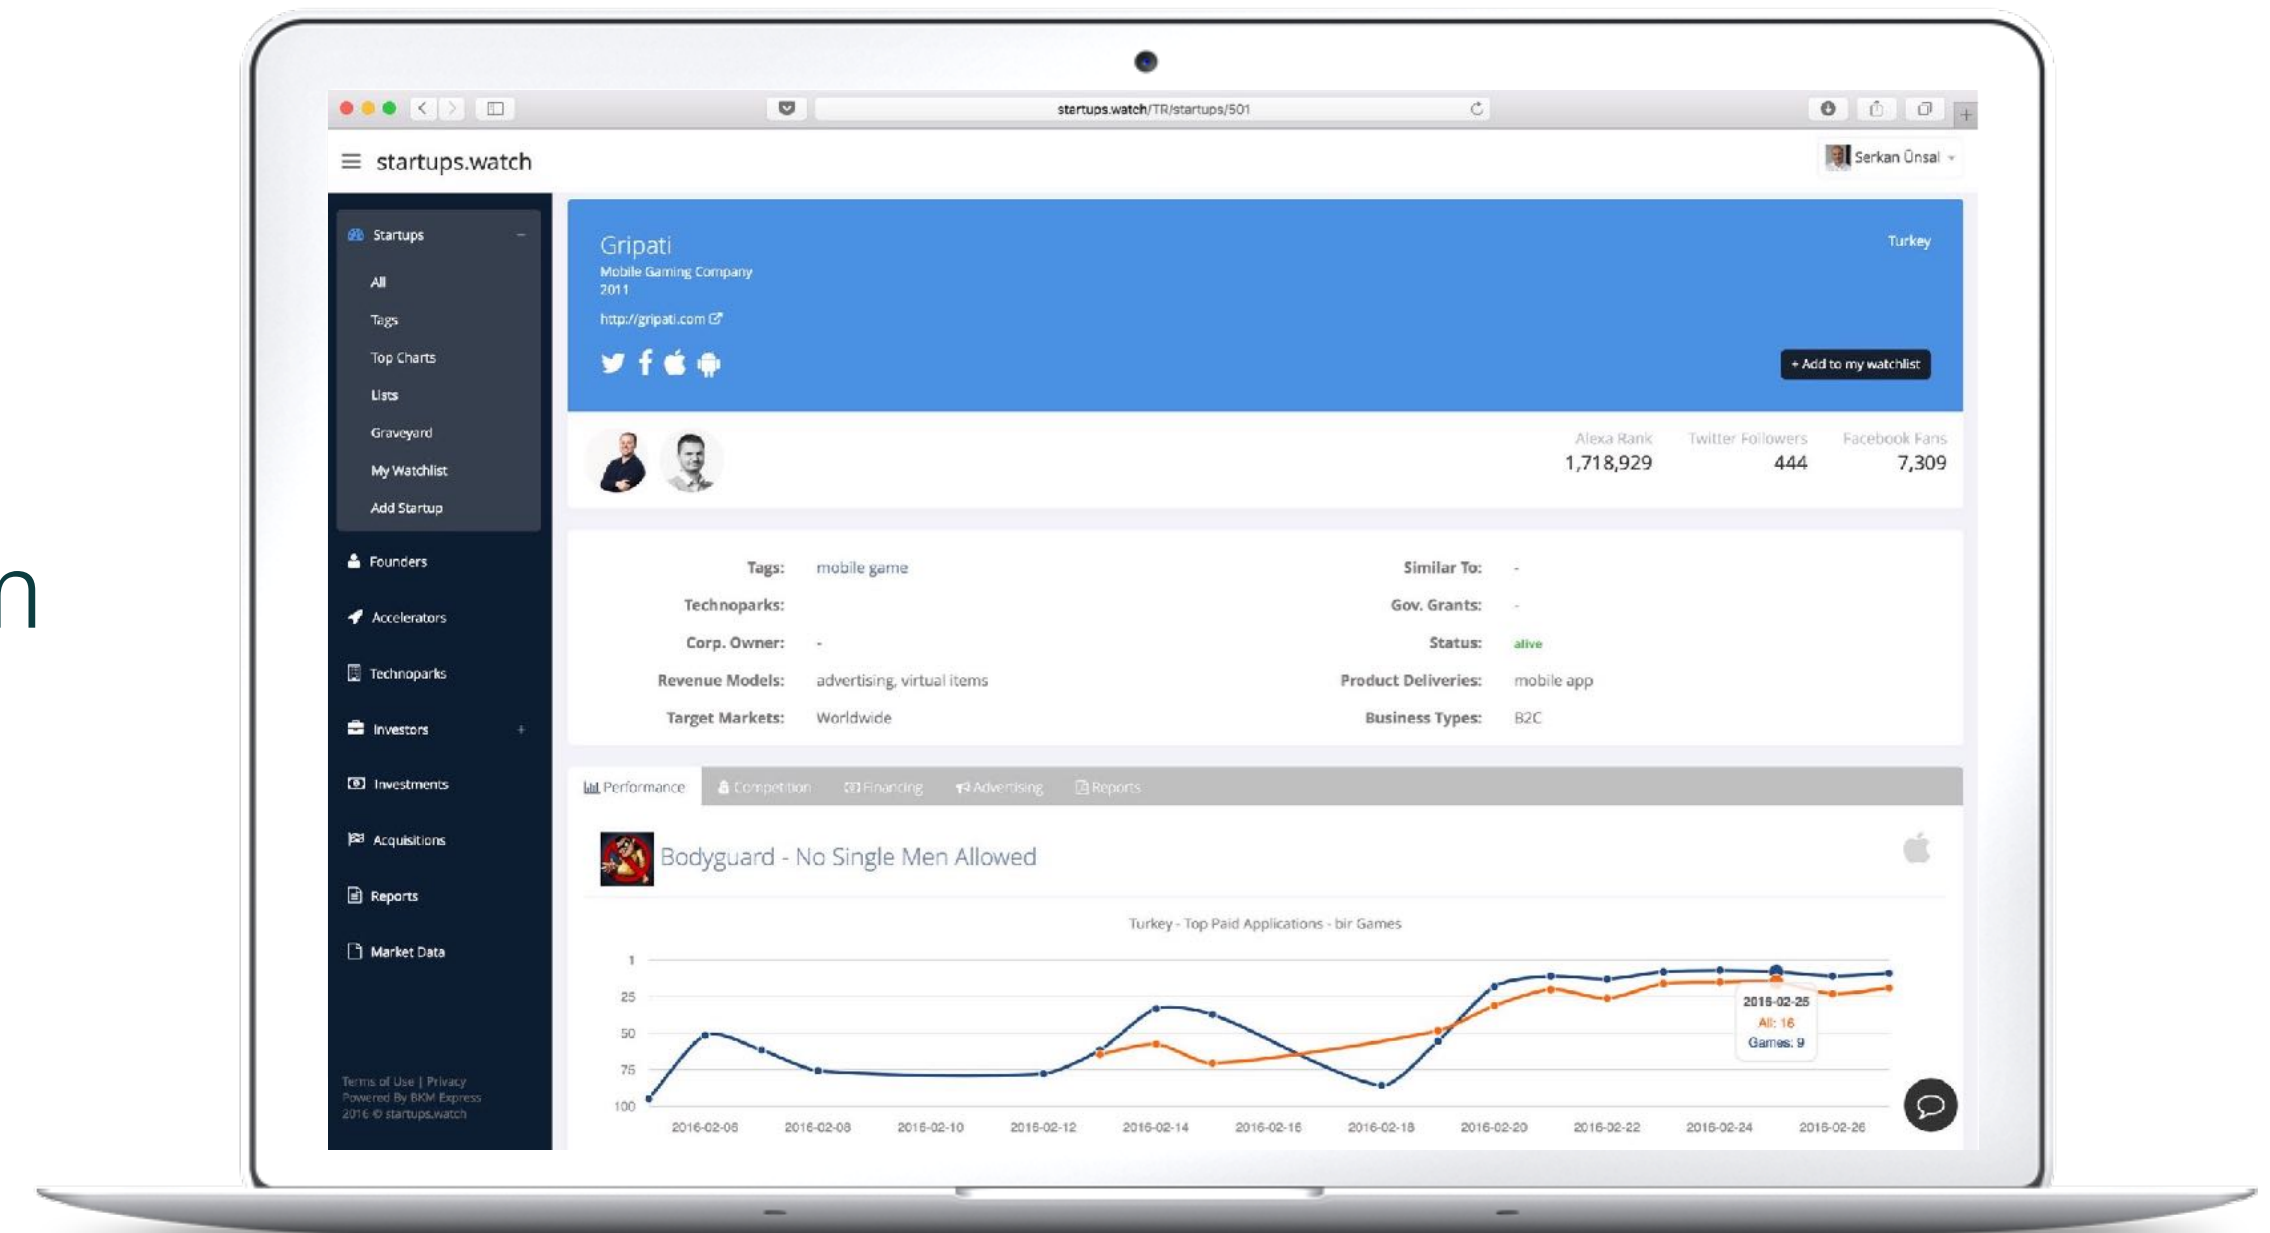 n
startups.watch/TR/startups/501
startups.watch
Serkan Ünsal
Startups
All
Tags
Top Charts
Lists
Graveyard
My Watchlist
Add Startup
Founders
Accelerators
Technoparks
Investors
Investments
Acquisitions
Reports
Market Data
Terms of Use | Privacy
Powered By BKM Express
2016 © startups.watch
Gripati
Mobile Gaming Company
2011
http://gripati.com
Turkey
+ Add to my watchlist
Alexa Rank Twitter Followers Facebook Fans
1,718,929 444 7,309
Tags: mobile game Similar To: -
Technoparks: Gov. Grants: -
Corp. Owner: - Status: alive
Revenue Models: advertising, virtual items Product Deliveries: mobile app
Target Markets: Worldwide Business Types: B2C
Performance Competition Financing Advertising Reports
Bodyguard - No Single Men Allowed
Turkey - Top Paid Applications - bir Games
1
25
50
75
100
2016-02-25
All: 16
Games: 9
2016-02-06 2016-02-08 2016-02-10 2016-02-12 2016-02-14 2016-02-16 2016-02-18 2016-02-20 2016-02-22 2016-02-24 2016-02-26